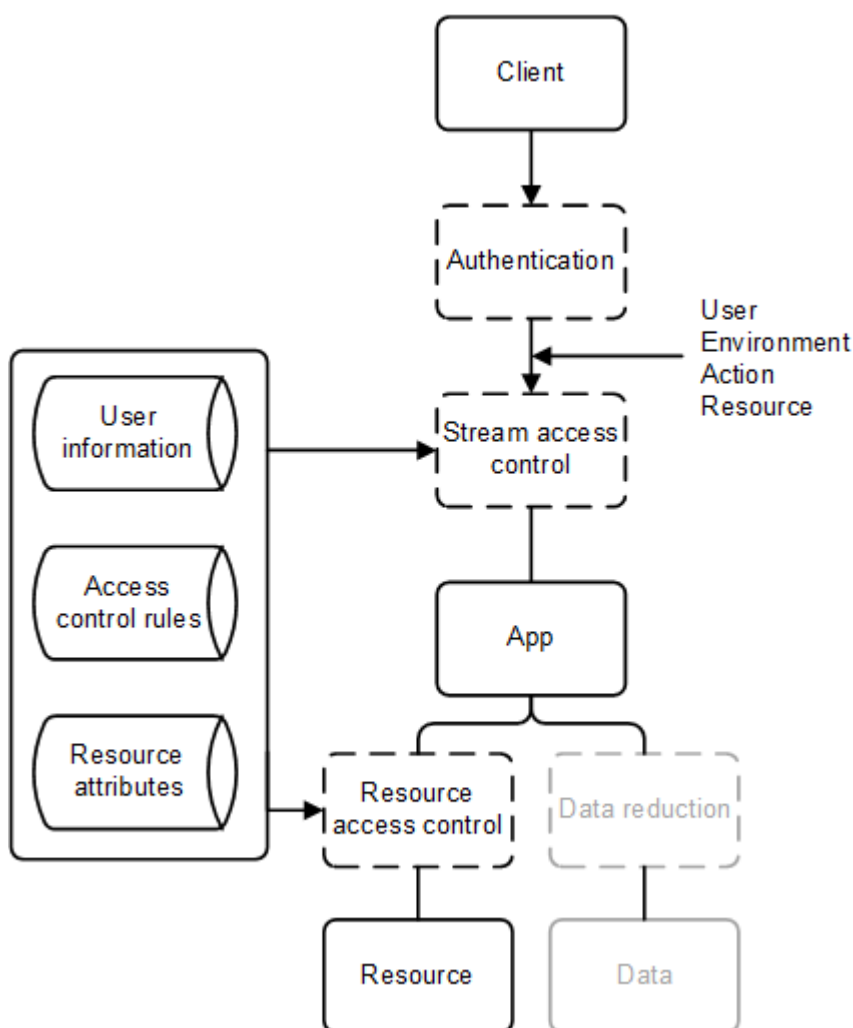 Client
Authentication
User
Environment
Action
Resource
User
information
Stream access
control
Access
control rules
App
Resource
attributes
Resource
access control
Data reduction
Resource
Data